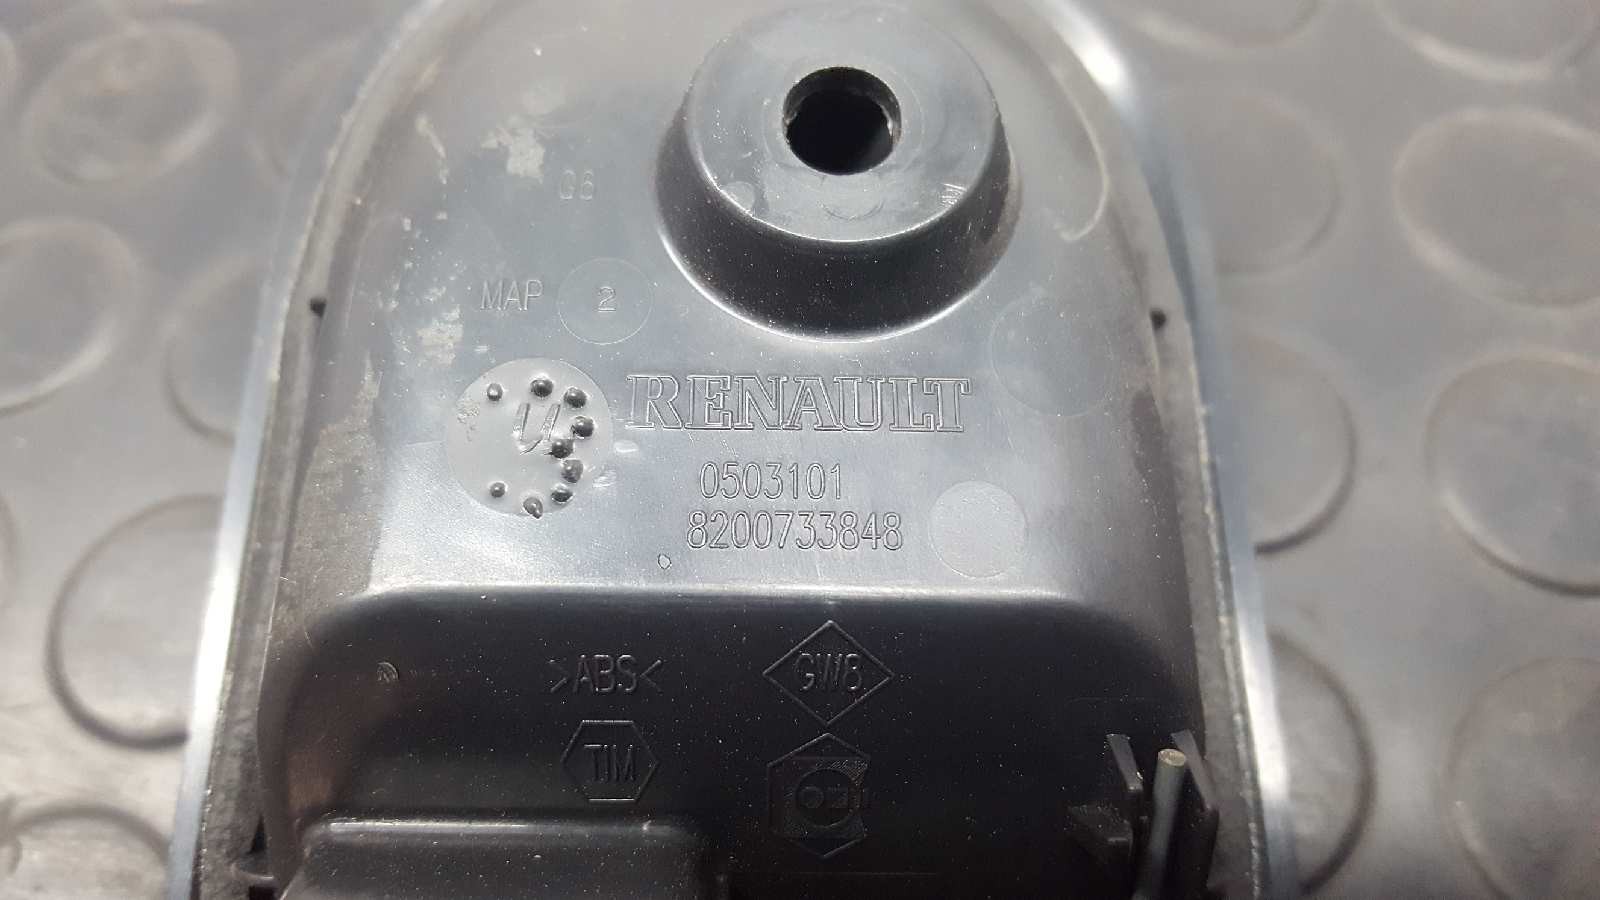 G6
MAP 2
RENAULT
0503101
8200733848
>ABS< GW8
TIM